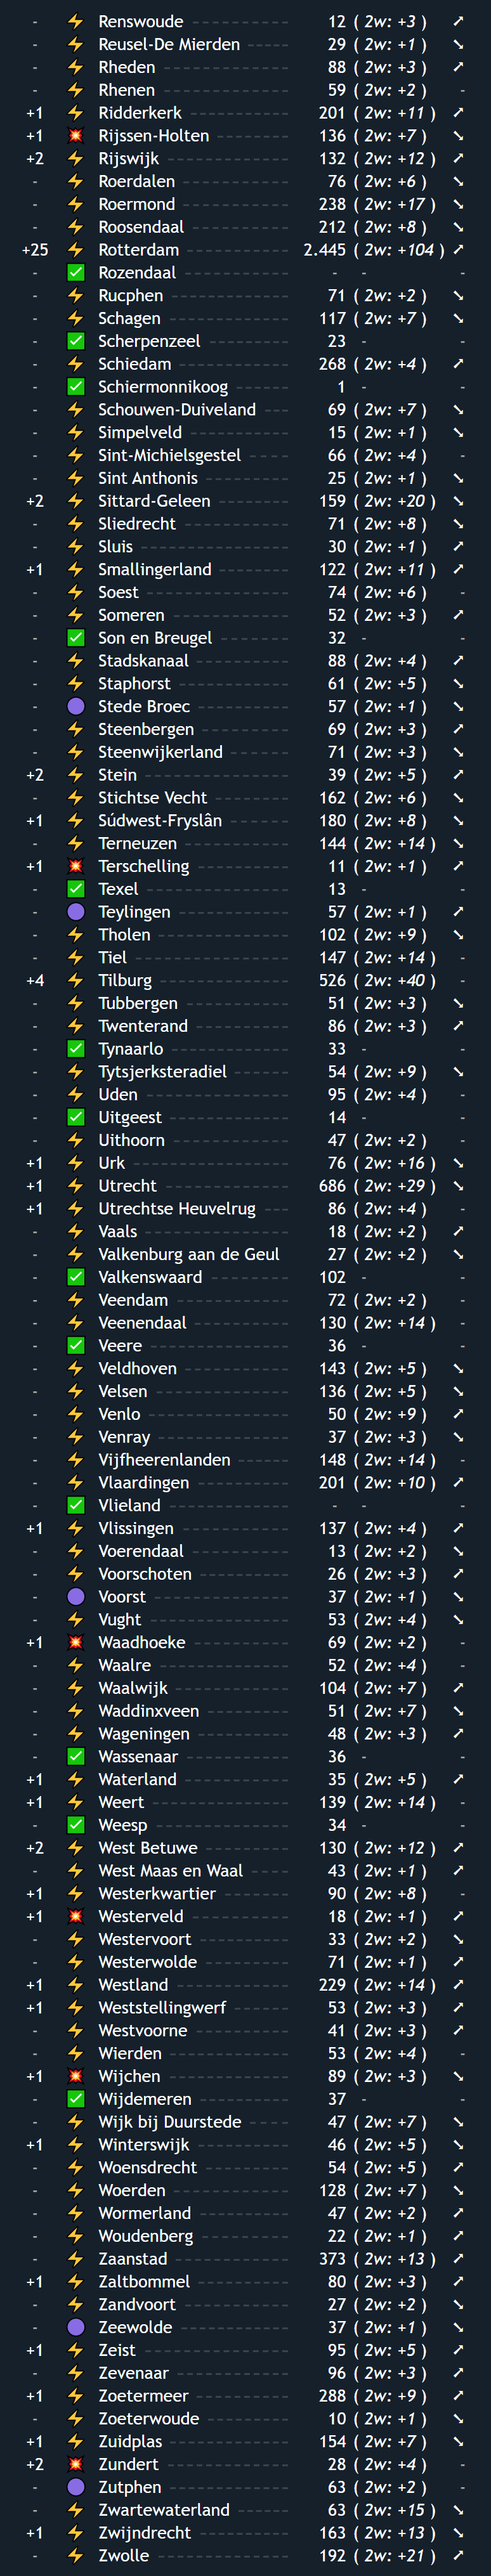 - ⚡ Renswoude 12 ( 2w: +3 ) ↗
- ⚡ Reusel-De Mierden 29 ( 2w: +1 ) ↘
- ⚡ Rheden 88 ( 2w: +3 ) ↗
- ⚡ Rhenen 59 ( 2w: +2 ) -
+1 ⚡ Ridderkerk 201 ( 2w: +11 ) ↗
+1 💥 Rijssen-Holten 136 ( 2w: +7 ) ↘
+2 ⚡ Rijswijk 132 ( 2w: +12 ) ↗
- ⚡ Roerdalen 76 ( 2w: +6 ) ↘
- ⚡ Roermond 238 ( 2w: +17 ) ↘
- ⚡ Roosendaal 212 ( 2w: +8 ) ↘
+25 ⚡ Rotterdam 2.445 ( 2w: +104 ) ↗
- ✅ Rozendaal - - -
- ⚡ Rucphen 71 ( 2w: +2 ) ↘
- ⚡ Schagen 117 ( 2w: +7 ) ↘
- ✅ Scherpenzeel 23 - -
- ⚡ Schiedam 268 ( 2w: +4 ) ↗
- ✅ Schiermonnikoog 1 - -
- ⚡ Schouwen-Duiveland 69 ( 2w: +7 ) ↘
- ⚡ Simpelveld 15 ( 2w: +1 ) ↘
- ⚡ Sint-Michielsgestel 66 ( 2w: +4 ) -
- ⚡ Sint Anthonis 25 ( 2w: +1 ) ↘
+2 ⚡ Sittard-Geleen 159 ( 2w: +20 ) ↘
- ⚡ Sliedrecht 71 ( 2w: +8 ) ↘
- ⚡ Sluis 30 ( 2w: +1 ) ↗
+1 ⚡ Smallingerland 122 ( 2w: +11 ) ↗
- ⚡ Soest 74 ( 2w: +6 ) -
- ⚡ Someren 52 ( 2w: +3 ) ↗
- ✅ Son en Breugel 32 - -
- ⚡ Stadskanaal 88 ( 2w: +4 ) ↗
- ⚡ Staphorst 61 ( 2w: +5 ) ↘
- 🟣 Stede Broec 57 ( 2w: +1 ) ↘
- ⚡ Steenbergen 69 ( 2w: +3 ) ↗
- ⚡ Steenwijkerland 71 ( 2w: +3 ) ↘
+2 ⚡ Stein 39 ( 2w: +5 ) ↗
- ⚡ Stichtse Vecht 162 ( 2w: +6 ) ↘
+1 ⚡ Súdwest-Fryslân 180 ( 2w: +8 ) ↘
- ⚡ Terneuzen 144 ( 2w: +14 ) ↘
+1 💥 Terschelling 11 ( 2w: +1 ) ↗
- ✅ Texel 13 - -
- 🟣 Teylingen 57 ( 2w: +1 ) ↗
- ⚡ Tholen 102 ( 2w: +9 ) ↘
- ⚡ Tiel 147 ( 2w: +14 ) -
+4 ⚡ Tilburg 526 ( 2w: +40 ) -
- ⚡ Tubbergen 51 ( 2w: +3 ) ↘
- ⚡ Twenterand 86 ( 2w: +3 ) ↗
- ✅ Tynaarlo 33 - -
- ⚡ Tytsjerksteradiel 54 ( 2w: +9 ) ↘
- ⚡ Uden 95 ( 2w: +4 ) -
- ✅ Uitgeest 14 - -
- ⚡ Uithoorn 47 ( 2w: +2 ) -
+1 ⚡ Urk 76 ( 2w: +16 ) ↘
+1 ⚡ Utrecht 686 ( 2w: +29 ) ↘
+1 ⚡ Utrechtse Heuvelrug 86 ( 2w: +4 ) -
- ⚡ Vaals 18 ( 2w: +2 ) ↗
- ⚡ Valkenburg aan de Geul 27 ( 2w: +2 ) ↘
- ✅ Valkenswaard 102 - -
- ⚡ Veendam 72 ( 2w: +2 ) -
- ⚡ Veenendaal 130 ( 2w: +14 ) -
- ✅ Veere 36 - -
- ⚡ Veldhoven 143 ( 2w: +5 ) ↘
- ⚡ Velsen 136 ( 2w: +5 ) ↘
- ⚡ Venlo 50 ( 2w: +9 ) ↗
- ⚡ Venray 37 ( 2w: +3 ) ↘
- ⚡ Vijfheerenlanden 148 ( 2w: +14 ) -
- ⚡ Vlaardingen 201 ( 2w: +10 ) ↗
- ✅ Vlieland - - -
+1 ⚡ Vlissingen 137 ( 2w: +4 ) ↗
- ⚡ Voerendaal 13 ( 2w: +2 ) ↘
- ⚡ Voorschoten 26 ( 2w: +3 ) ↗
- 🟣 Voorst 37 ( 2w: +1 ) ↘
- ⚡ Vught 53 ( 2w: +4 ) ↘
+1 💥 Waadhoeke 69 ( 2w: +2 ) -
- ⚡ Waalre 52 ( 2w: +4 ) -
- ⚡ Waalwijk 104 ( 2w: +7 ) ↗
- ⚡ Waddinxveen 51 ( 2w: +7 ) ↘
- ⚡ Wageningen 48 ( 2w: +3 ) ↗
- ✅ Wassenaar 36 - -
+1 ⚡ Waterland 35 ( 2w: +5 ) ↗
+1 ⚡ Weert 139 ( 2w: +14 ) -
- ✅ Weesp 34 - -
+2 ⚡ West Betuwe 130 ( 2w: +12 ) ↗
- ⚡ West Maas en Waal 43 ( 2w: +1 ) ↗
+1 ⚡ Westerkwartier 90 ( 2w: +8 ) -
+1 💥 Westerveld 18 ( 2w: +1 ) ↗
- ⚡ Westervoort 33 ( 2w: +2 ) ↘
- ⚡ Westerwolde 71 ( 2w: +1 ) ↗
+1 ⚡ Westland 229 ( 2w: +14 ) ↗
+1 ⚡ Weststellingwerf 53 ( 2w: +3 ) ↗
- ⚡ Westvoorne 41 ( 2w: +3 ) ↗
- ⚡ Wierden 53 ( 2w: +4 ) -
+1 💥 Wijchen 89 ( 2w: +3 ) ↘
- ✅ Wijdemeren 37 - -
- ⚡ Wijk bij Duurstede 47 ( 2w: +7 ) ↘
+1 ⚡ Winterswijk 46 ( 2w: +5 ) ↘
- ⚡ Woensdrecht 54 ( 2w: +5 ) ↗
- ⚡ Woerden 128 ( 2w: +7 ) ↘
- ⚡ Wormerland 47 ( 2w: +2 ) ↗
- ⚡ Woudenberg 22 ( 2w: +1 ) ↗
- ⚡ Zaanstad 373 ( 2w: +13 ) ↗
+1 ⚡ Zaltbommel 80 ( 2w: +3 ) ↗
- ⚡ Zandvoort 27 ( 2w: +2 ) ↘
- 🟣 Zeewolde 37 ( 2w: +1 ) ↘
+1 ⚡ Zeist 95 ( 2w: +5 ) ↗
- ⚡ Zevenaar 96 ( 2w: +3 ) ↗
+1 ⚡ Zoetermeer 288 ( 2w: +9 ) ↗
- ⚡ Zoeterwoude 10 ( 2w: +1 ) ↘
+1 ⚡ Zuidplas 154 ( 2w: +7 ) ↘
+2 💥 Zundert 28 ( 2w: +4 ) -
- 🟣 Zutphen 63 ( 2w: +2 ) -
- ⚡ Zwartewaterland 63 ( 2w: +15 ) ↘
+1 ⚡ Zwijndrecht 163 ( 2w: +13 ) ↘
- ⚡ Zwolle 192 ( 2w: +21 ) ↗